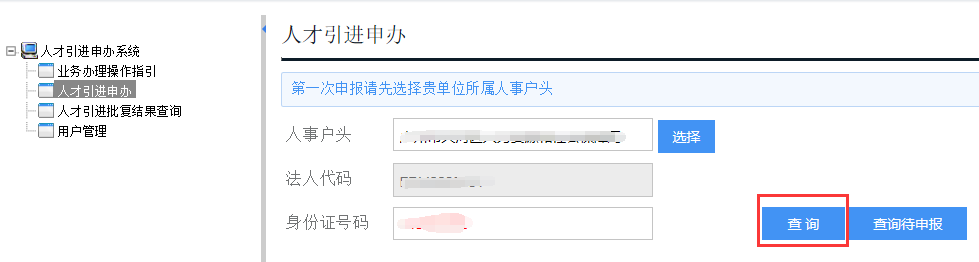 人才引进申办系统
业务办理操作指引
人才引进申办
人才引进批复结果查询
用户管理
人才引进申办
第一次申报请先选择贵单位所属人事户头
人事户头
选择
法人代码
身份证号码
查 询
查询待申报